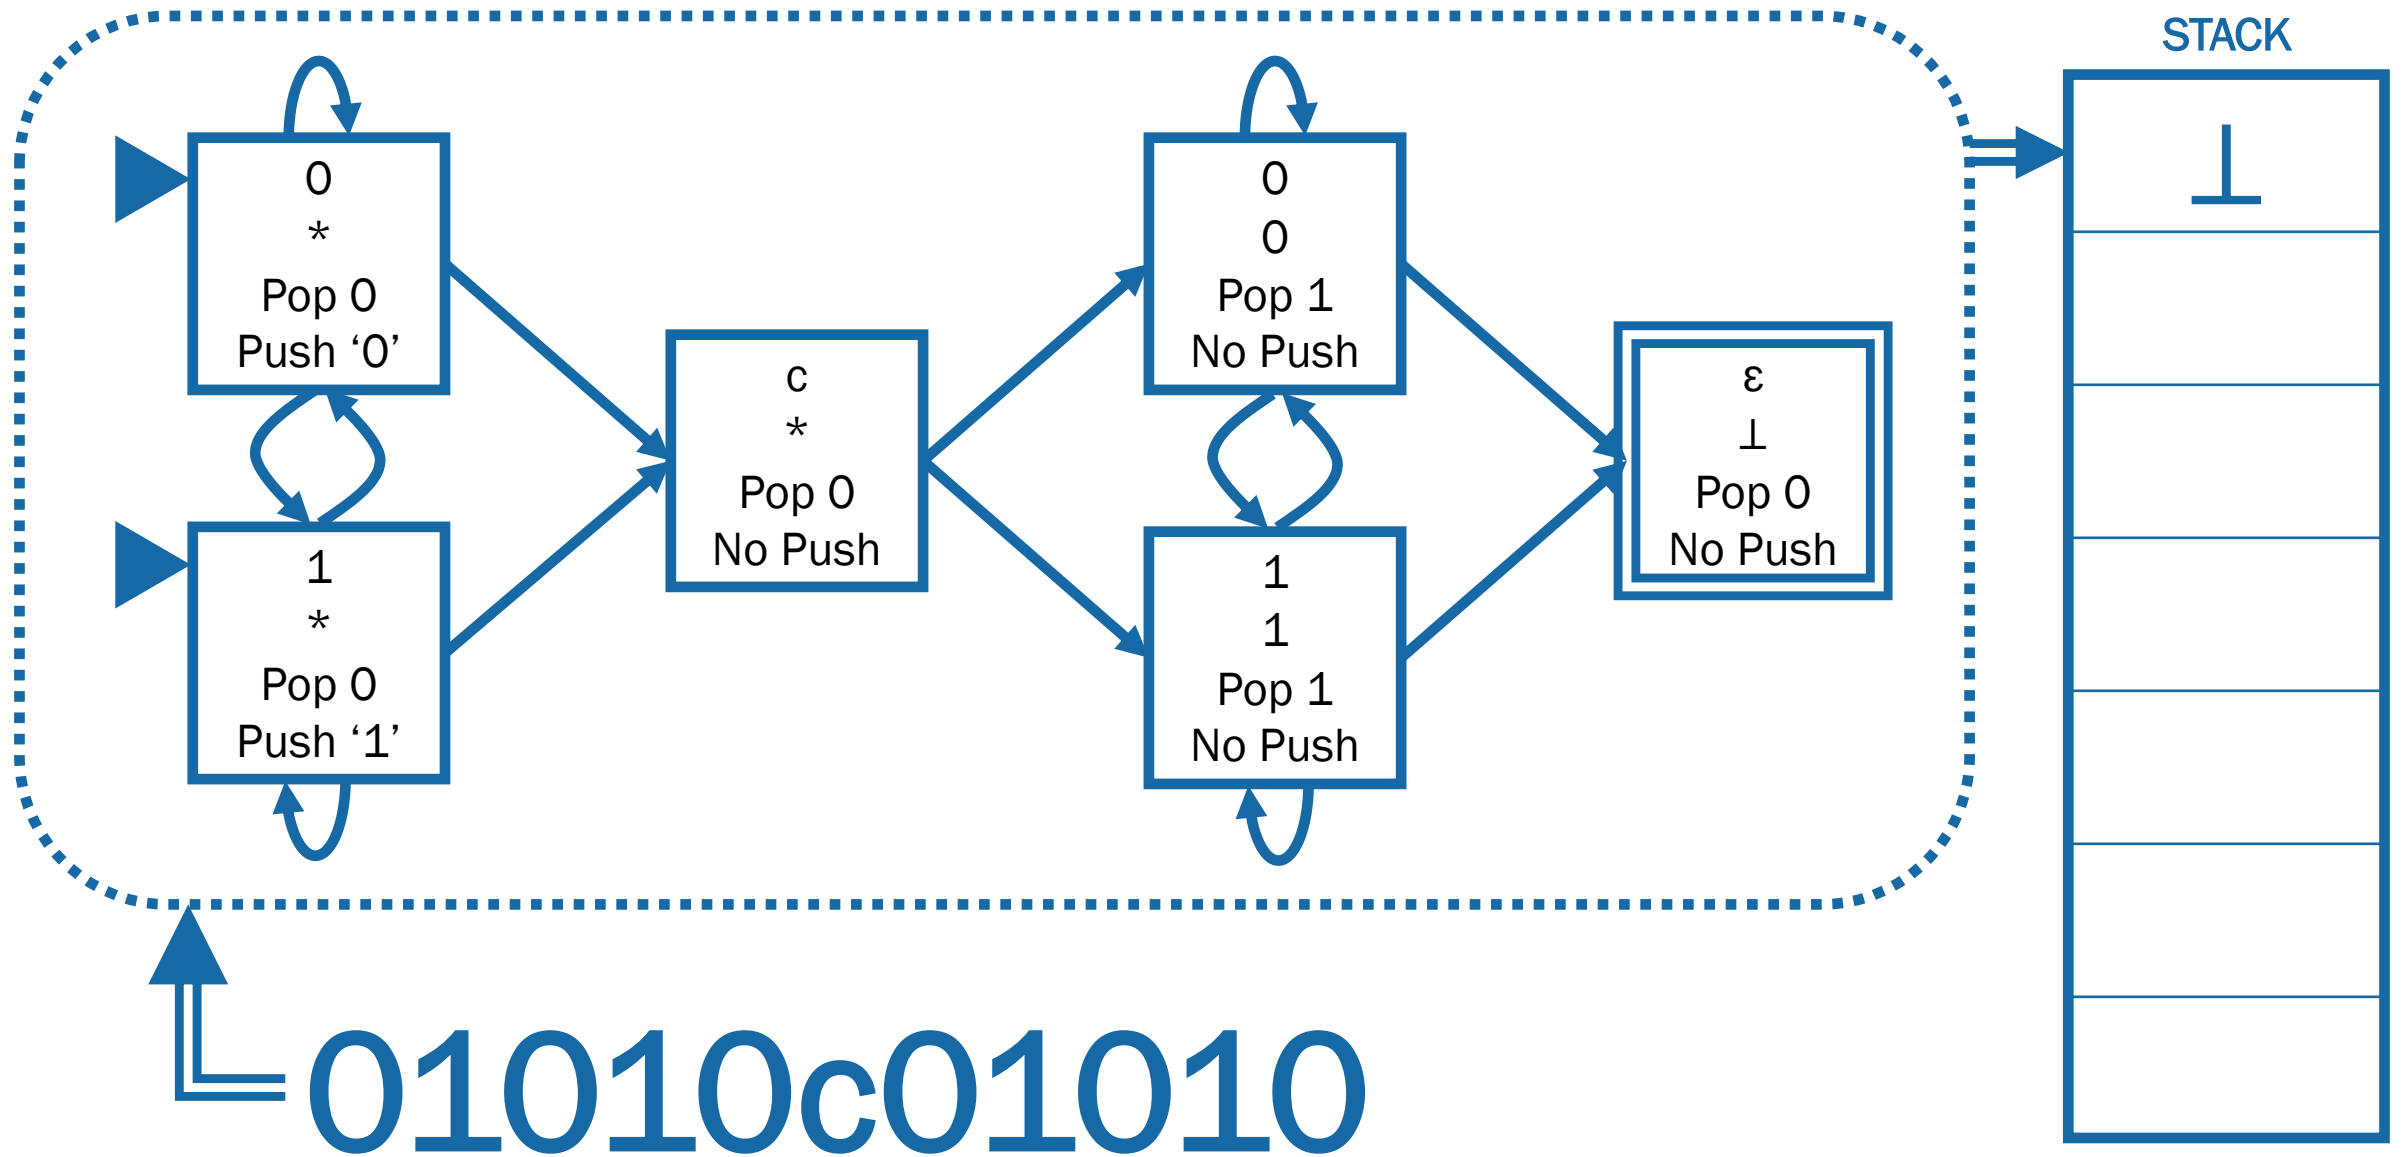 STACK
⊥
0
*
Pop 0
Push ‘0’
1
*
Pop 0
Push ‘1’
c
*
Pop 0
No Push
0
0
Pop 1
No Push
1
1
Pop 1
No Push
ε
⊥
Pop 0
No Push
01010c01010